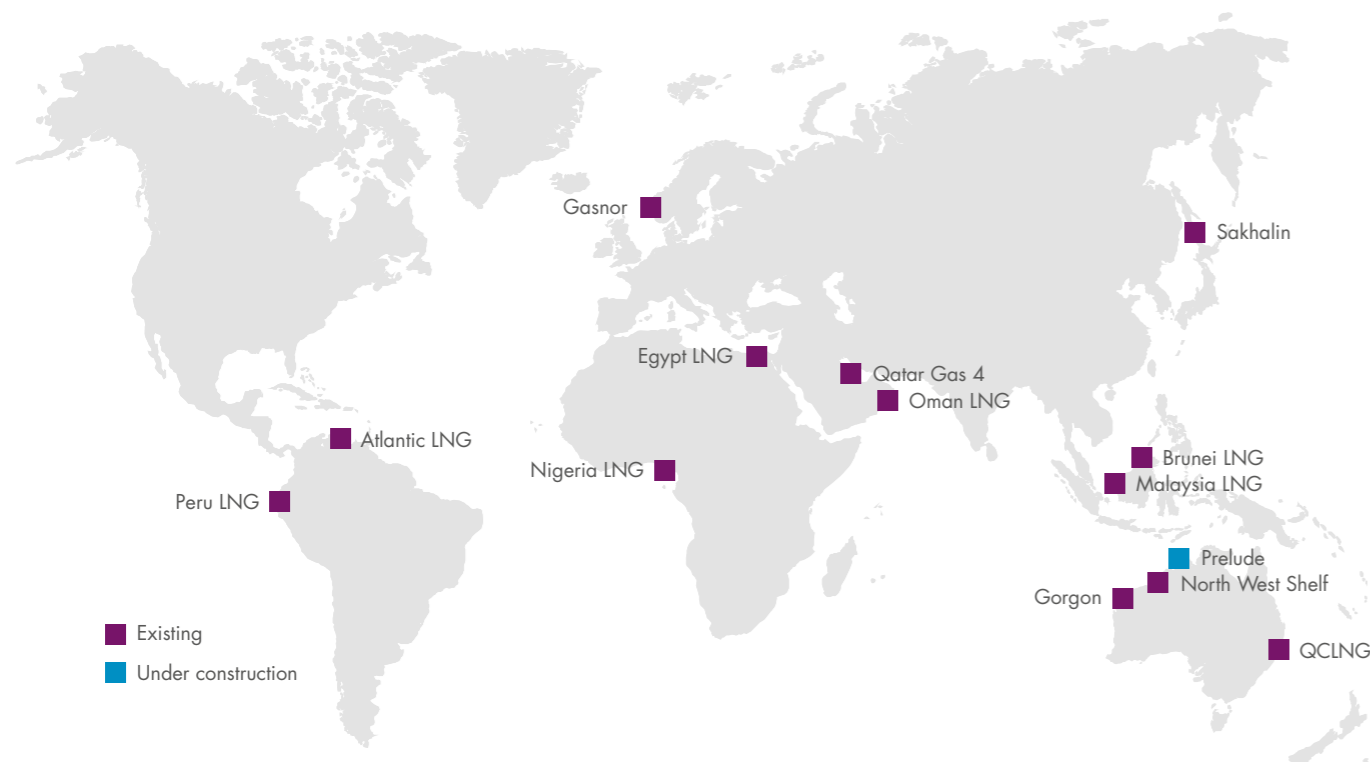 Gasnor
Sakhalin
Egypt LNG
Qatar Gas 4
Oman LNG
Atlantic LNG
Nigeria LNG
Brunei LNG
Malaysia LNG
Peru LNG
Prelude
North West Shelf
Gorgon
QCLNG
Existing
Under construction